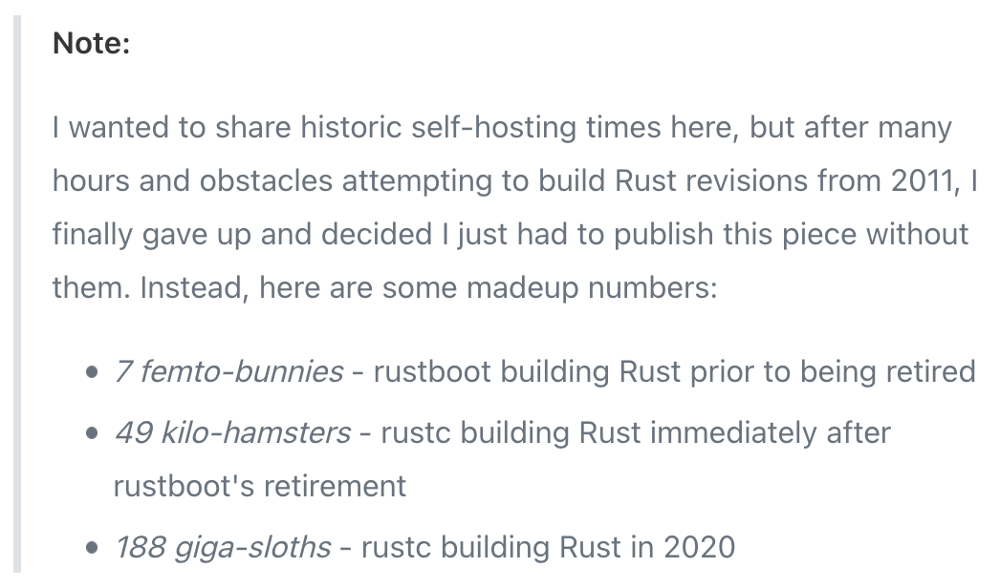 Note:
I wanted to share historic self-hosting times here, but after many
hours and obstacles attempting to build Rust revisions from 2011, I
finally gave up and decided I just had to publish this piece without
them. Instead, here are some madeup numbers:
• 7 femto-bunnies - rustboot building Rust prior to being retired
• 49 kilo-hamsters - rustc building Rust immediately after
rustboot's retirement
• 188 giga-sloths - rustc building Rust in 2020